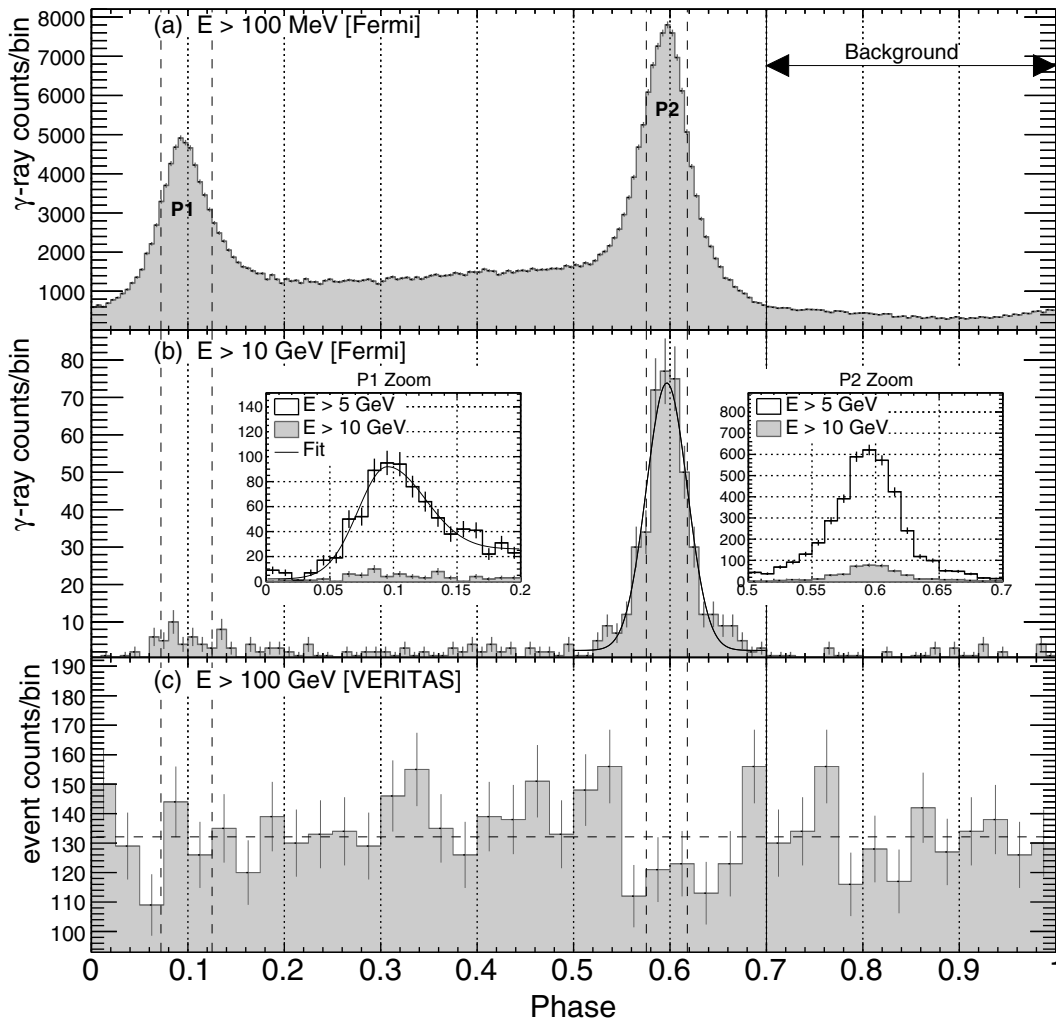 (a) E > 100 MeV [Fermi]
Background
P1
P2
γ-ray counts/bin
8000
7000
6000
5000
4000
3000
2000
1000
(b) E > 10 GeV [Fermi]
γ-ray counts/bin
80
70
60
50
40
30
20
10
P1 Zoom
E > 5 GeV
E > 10 GeV
Fit
140
120
100
80
60
40
20
0
0 0.05 0.1 0.15 0.2
P2 Zoom
E > 5 GeV
E > 10 GeV
800
700
600
500
400
300
200
100
0
0.5 0.55 0.6 0.65 0.7
(c) E > 100 GeV [VERITAS]
event counts/bin
190
180
170
160
150
140
130
120
110
100
0 0.1 0.2 0.3 0.4 0.5 0.6 0.7 0.8 0.9 1
Phase